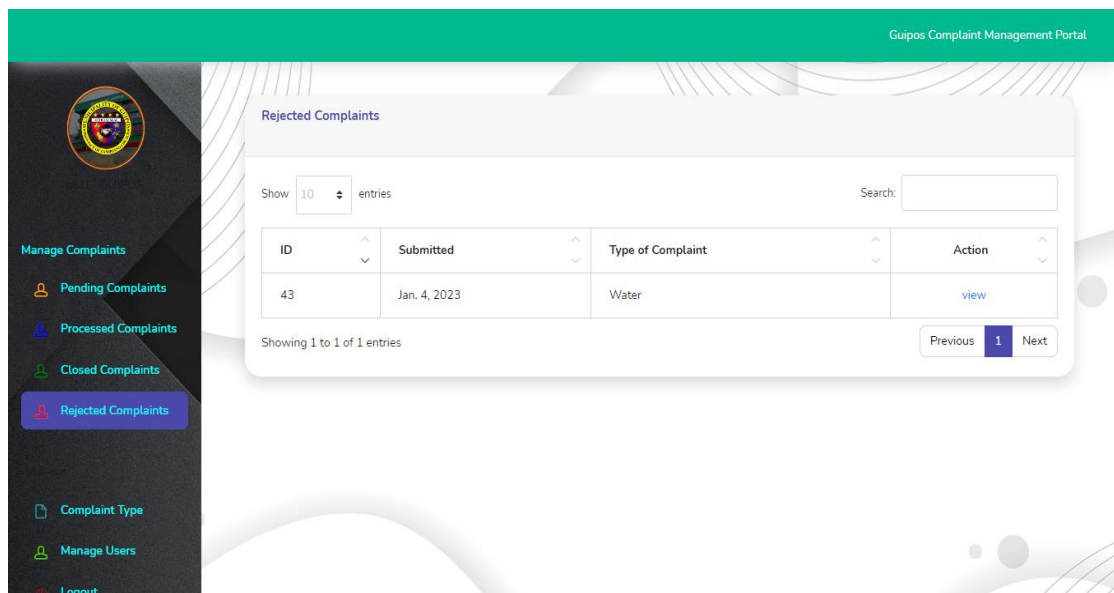 Guipos Complaint Management Portal
Manage Complaints
Pending Complaints
Processed Complaints
Closed Complaints
Rejected Complaints
Complaint Type
Manage Users
Logout
Rejected Complaints
Show 10 entries
Search:
ID Submitted Type of Complaint Action
43 Jan. 4, 2023 Water view
Showing 1 to 1 of 1 entries
Previous 1 Next